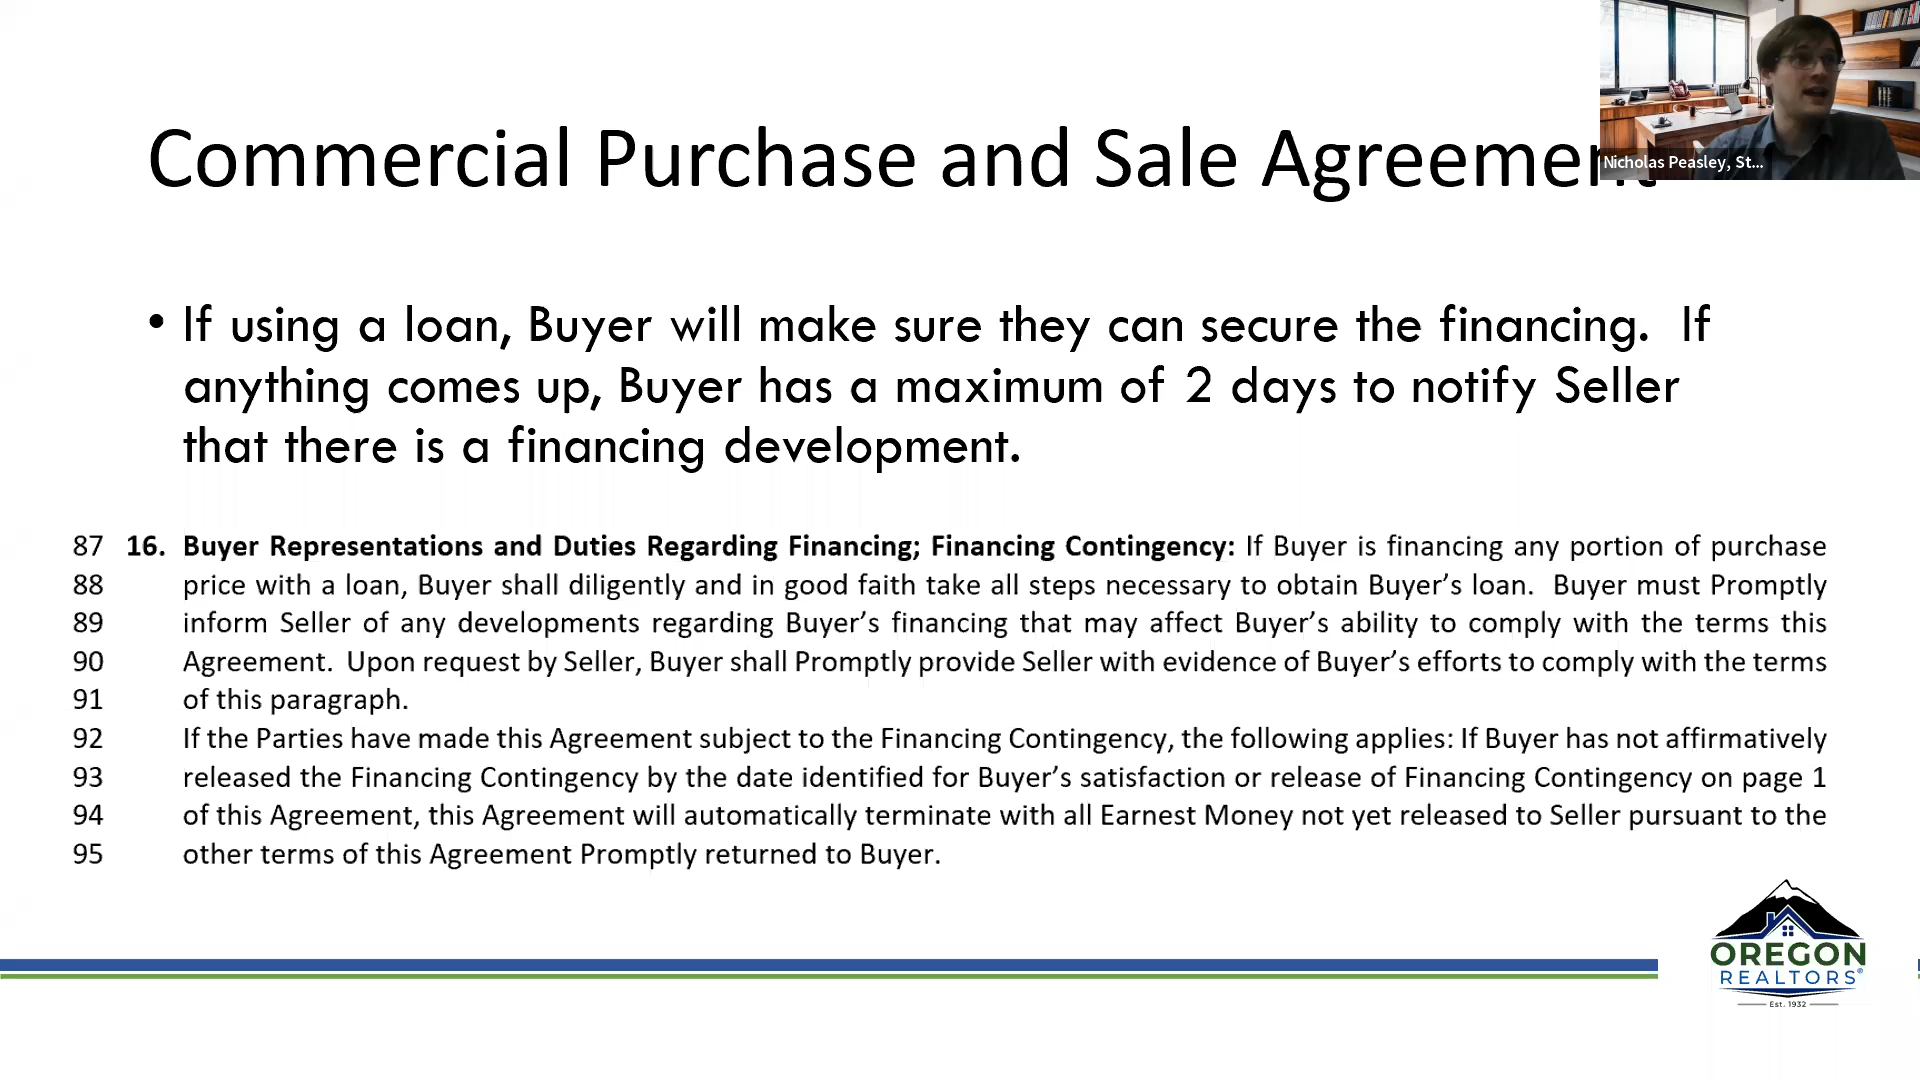 Commercial Purchase and Sale Agreement
Nicholas Peasley, St...
• If using a loan, Buyer will make sure they can secure the financing. If
anything comes up, Buyer has a maximum of 2 days to notify Seller
that there is a financing development.
87 16. Buyer Representations and Duties Regarding Financing; Financing Contingency: If Buyer is financing any portion of purchase
88 price with a loan, Buyer shall diligently and in good faith take all steps necessary to obtain Buyer’s loan. Buyer must Promptly
89 inform Seller of any developments regarding Buyer’s financing that may affect Buyer’s ability to comply with the terms this
90 Agreement. Upon request by Seller, Buyer shall Promptly provide Seller with evidence of Buyer’s efforts to comply with the terms
91 of this paragraph.
92 If the Parties have made this Agreement subject to the Financing Contingency, the following applies: If Buyer has not affirmatively
93 released the Financing Contingency by the date identified for Buyer’s satisfaction or release of Financing Contingency on page 1
94 of this Agreement, this Agreement will automatically terminate with all Earnest Money not yet released to Seller pursuant to the
95 other terms of this Agreement Promptly returned to Buyer.
OREGON
REALTORS®
Est. 1932